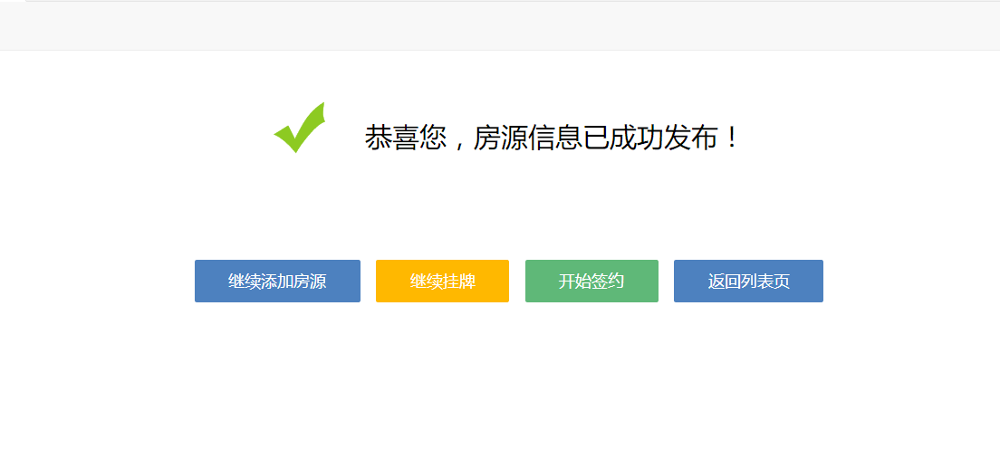 恭喜您，房源信息已成功发布！
继续添加房源
继续挂牌
开始签约
返回列表页